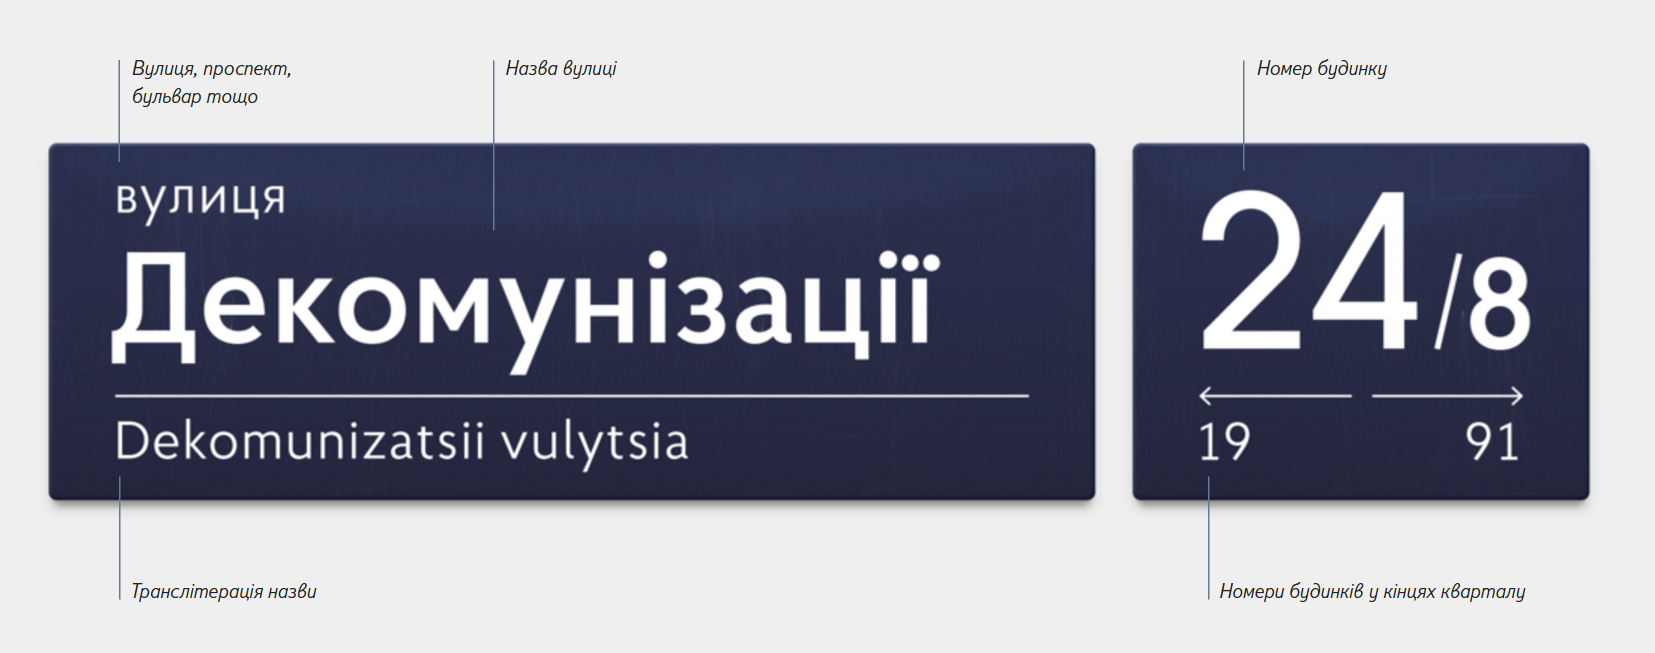 Вулиця, проспект,
бульвар тощо
Назва вулиці
Номер будинку
вулиця
Декомунізації
Dekomunizatsii vulytsia
24/8
19 91
Транслітерація назви
Номери будинків у кінцях кварталу